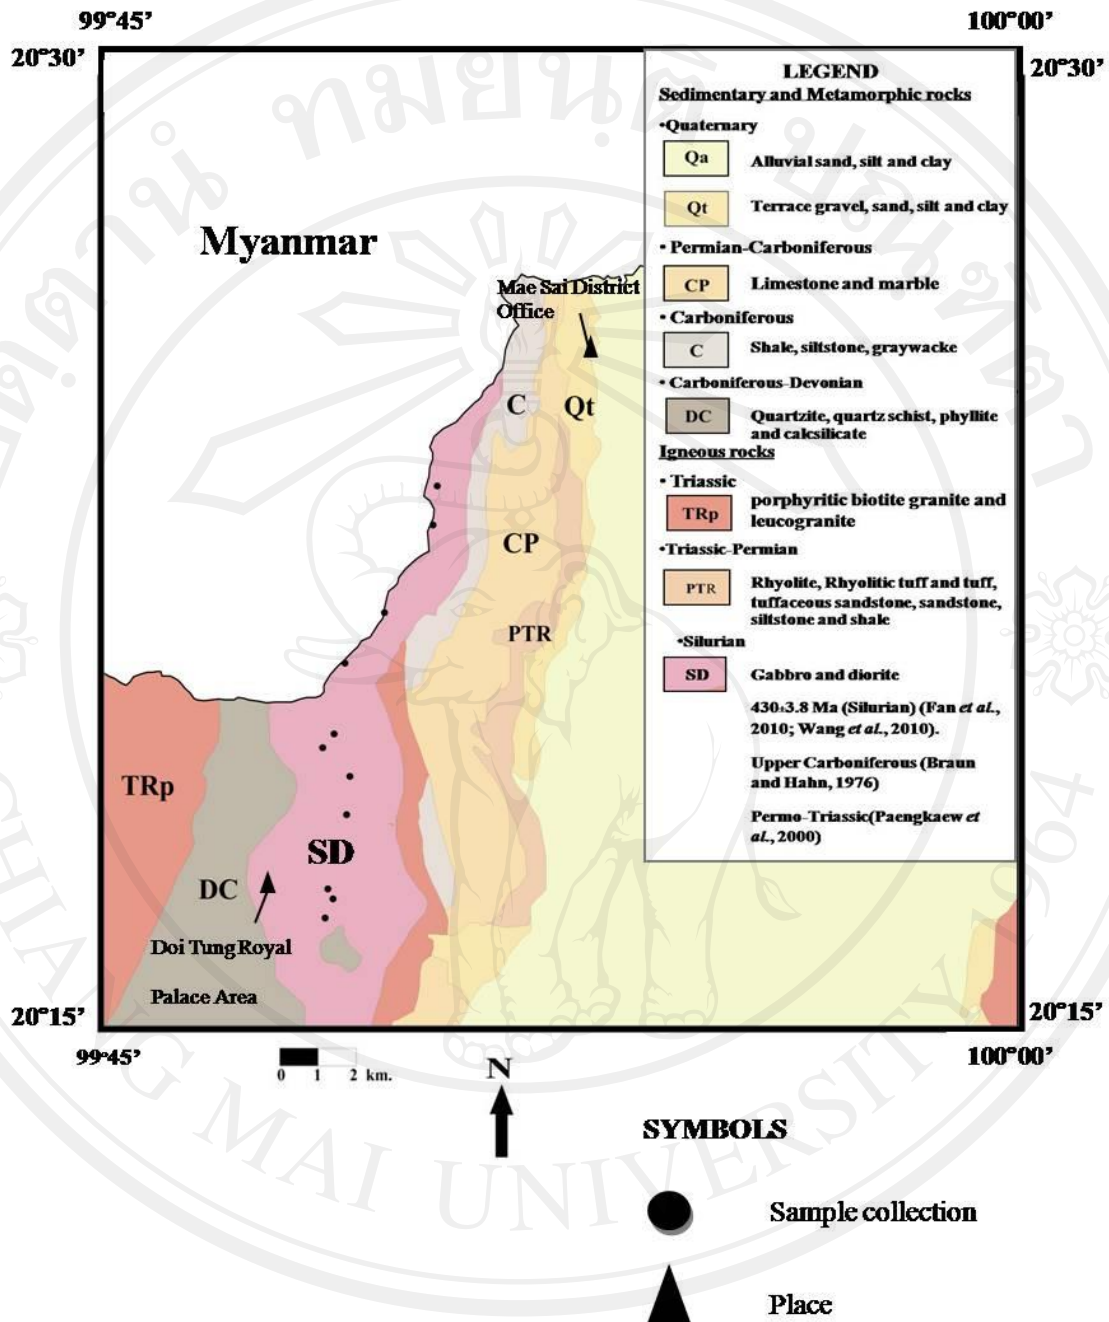 99°45’
100°00’
20°30’
20°30’
LEGEND
Sedimentary and Metamorphic rocks
•Quaternary
Qa
Alluvial sand, silt and clay
Qt
Terrace gravel, sand, silt and clay
• Permian-Carboniferous
CP
Limestone and marble
• Carboniferous
C
Shale, siltstone, graywacke
• Carboniferous-Devonian
DC
Quartzite, quartz schist, phyllite
and calcsilicate
Igneous rocks
• Triassic
TRp
porphyritic biotite granite and
leucogranite
•Triassic-Permian
PTR
Rhyolite, Rhyolitic tuff and tuff,
tuffaceous sandstone, sandstone,
siltstone and shale
•Silurian
SD
Gabbro and diorite
430±3.8 Ma (Silurian) (Fan et al.,
2010; Wang et al., 2010).
Upper Carboniferous (Braun
and Hahn, 1976)
Permo-Triassic(Paengkaew et
al., 2000)
Myanmar
Mae Sai District
Office
C
Qt
CP
PTR
TRp
SD
DC
Doi Tung Royal
Palace Area
20°15’
20°15’
99°45’
100°00’
0 1 2 km.
N
SYMBOLS
Sample collection
Place
CHIANG MAI UNIVERSITY 1964